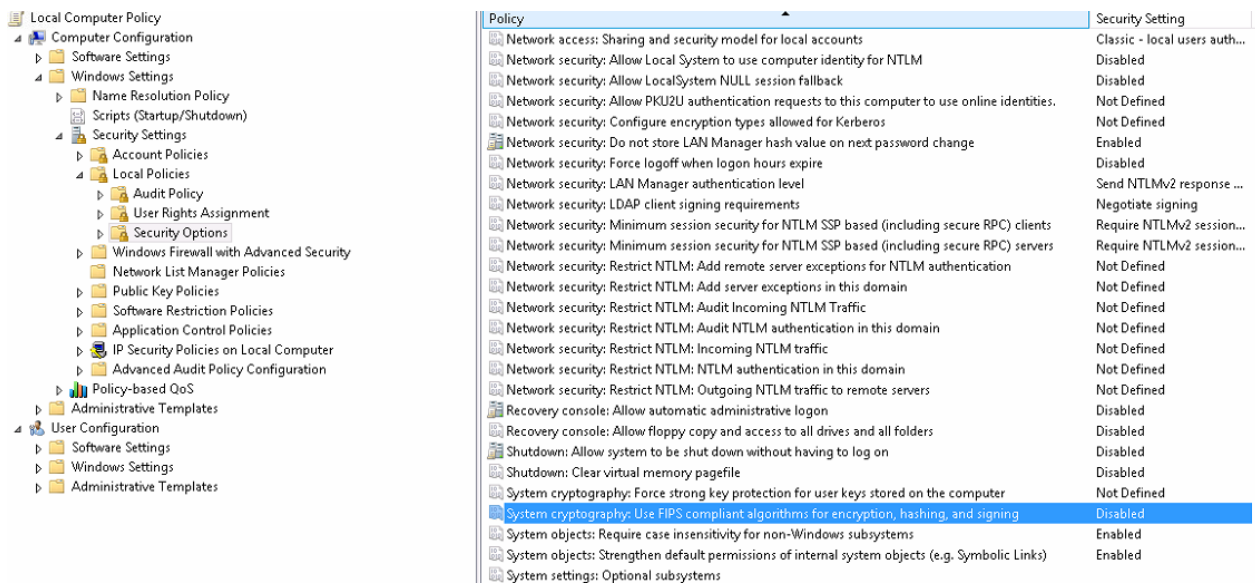 Local Computer Policy
Computer Configuration
Software Settings
Windows Settings
Name Resolution Policy
Scripts (Startup/Shutdown)
Security Settings
Account Policies
Local Policies
Audit Policy
User Rights Assignment
Security Options
Windows Firewall with Advanced Security
Network List Manager Policies
Public Key Policies
Software Restriction Policies
Application Control Policies
IP Security Policies on Local Computer
Advanced Audit Policy Configuration
Policy-based QoS
Administrative Templates
User Configuration
Software Settings
Windows Settings
Administrative Templates
Policy Security Setting
Network access: Sharing and security model for local accounts Classic - local users auth...
Network security: Allow Local System to use computer identity for NTLM Disabled
Network security: Allow LocalSystem NULL session fallback Disabled
Network security: Allow PKU2U authentication requests to this computer to use online identities. Not Defined
Network security: Configure encryption types allowed for Kerberos Not Defined
Network security: Do not store LAN Manager hash value on next password change Enabled
Network security: Force logoff when logon hours expire Disabled
Network security: LAN Manager authentication level Send NTLMv2 response ...
Network security: LDAP client signing requirements Negotiate signing
Network security: Minimum session security for NTLM SSP based (including secure RPC) clients Require NTLMv2 session...
Network security: Minimum session security for NTLM SSP based (including secure RPC) servers Require NTLMv2 session...
Network security: Restrict NTLM: Add remote server exceptions for NTLM authentication Not Defined
Network security: Restrict NTLM: Add server exceptions in this domain Not Defined
Network security: Restrict NTLM: Audit Incoming NTLM Traffic Not Defined
Network security: Restrict NTLM: Audit NTLM authentication in this domain Not Defined
Network security: Restrict NTLM: Incoming NTLM traffic Not Defined
Network security: Restrict NTLM: NTLM authentication in this domain Not Defined
Network security: Restrict NTLM: Outgoing NTLM traffic to remote servers Not Defined
Recovery console: Allow automatic administrative logon Disabled
Recovery console: Allow floppy copy and access to all drives and all folders Disabled
Shutdown: Allow system to be shut down without having to log on Disabled
Shutdown: Clear virtual memory pagefile Disabled
System cryptography: Force strong key protection for user keys stored on the computer Not Defined
System cryptography: Use FIPS compliant algorithms for encryption, hashing, and signing Disabled
System objects: Require case insensitivity for non-Windows subsystems Enabled
System objects: Strengthen default permissions of internal system objects (e.g. Symbolic Links) Enabled
System settings: Optional subsystems